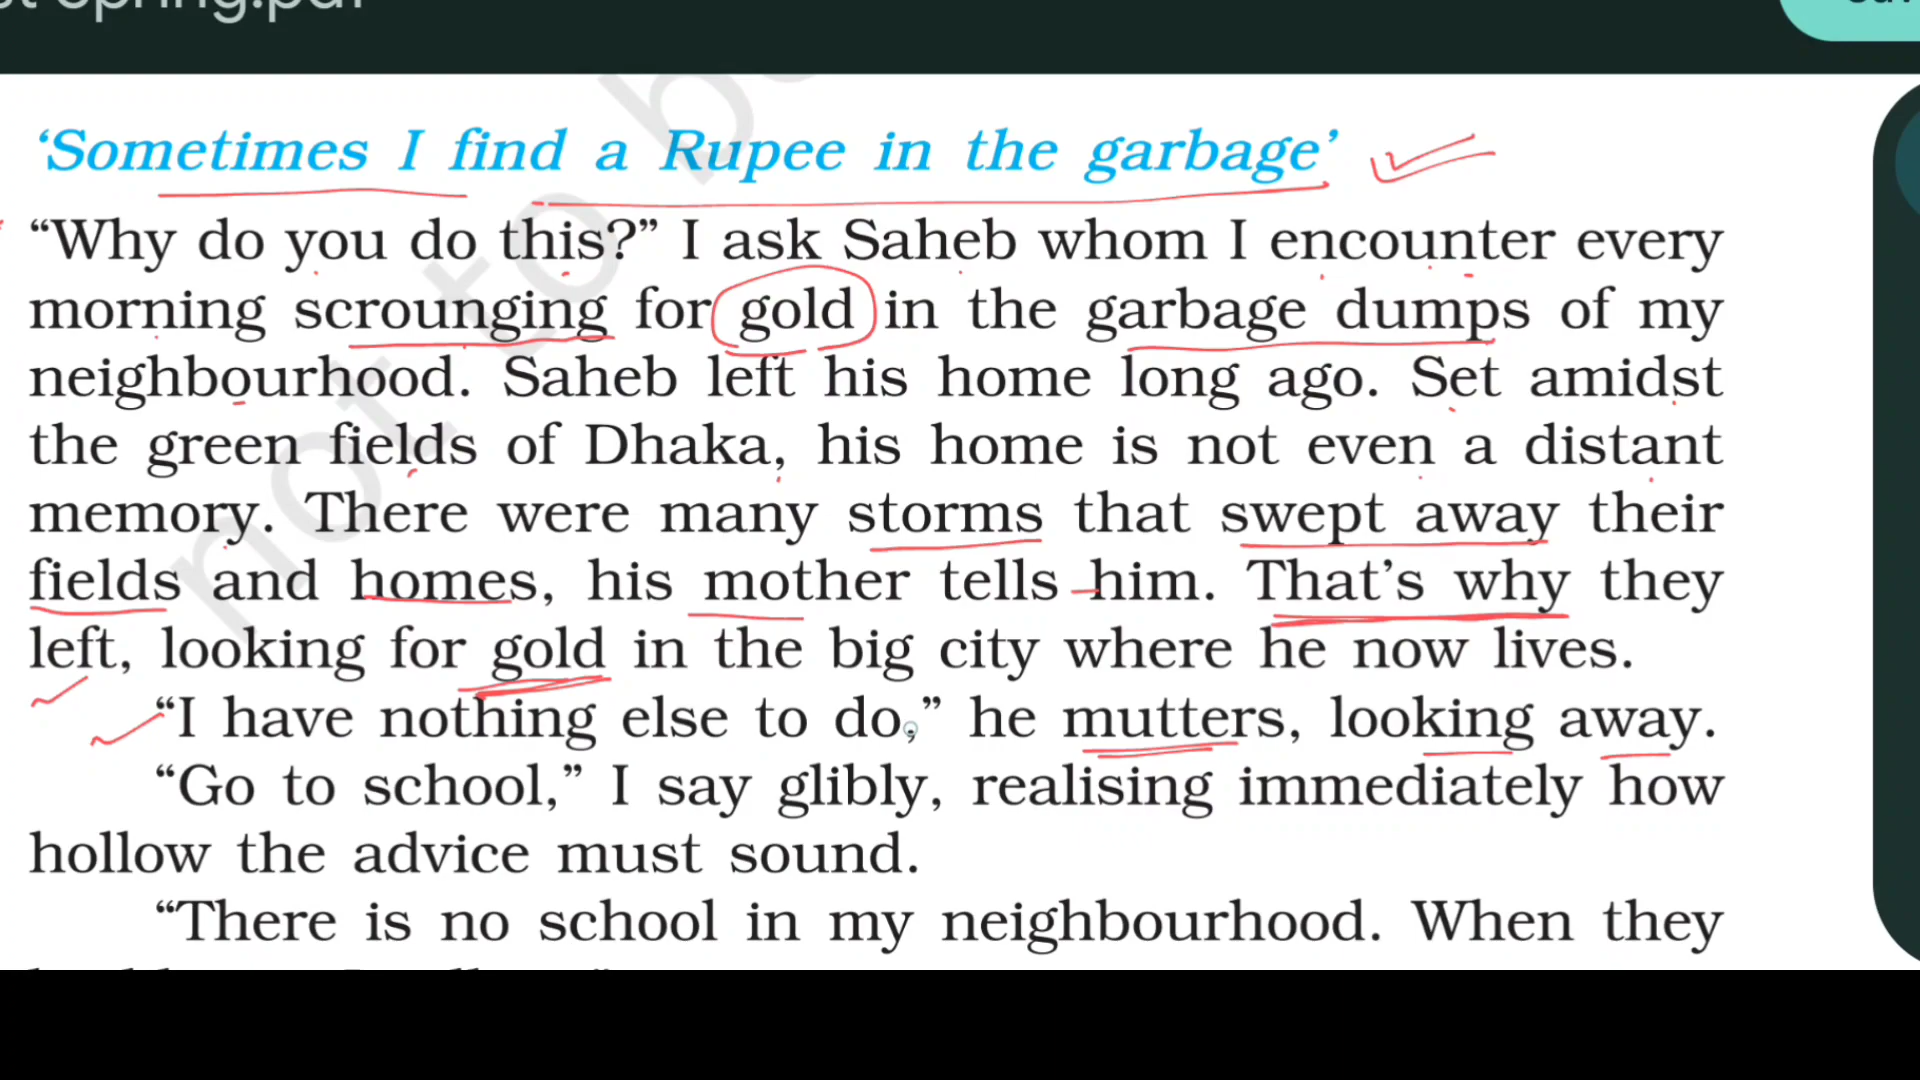 st Spring.pdf
‘Sometimes I find a Rupee in the garbage’
“Why do you do this?” I ask Saheb whom I encounter every
morning scrounging for gold in the garbage dumps of my
neighbourhood. Saheb left his home long ago. Set amidst
the green fields of Dhaka, his home is not even a distant
memory. There were many storms that swept away their
fields and homes, his mother tells him. That’s why they
left, looking for gold in the big city where he now lives.
“I have nothing else to do,” he mutters, looking away.
“Go to school,” I say glibly, realising immediately how
hollow the advice must sound.
“There is no school in my neighbourhood. When they
not to b